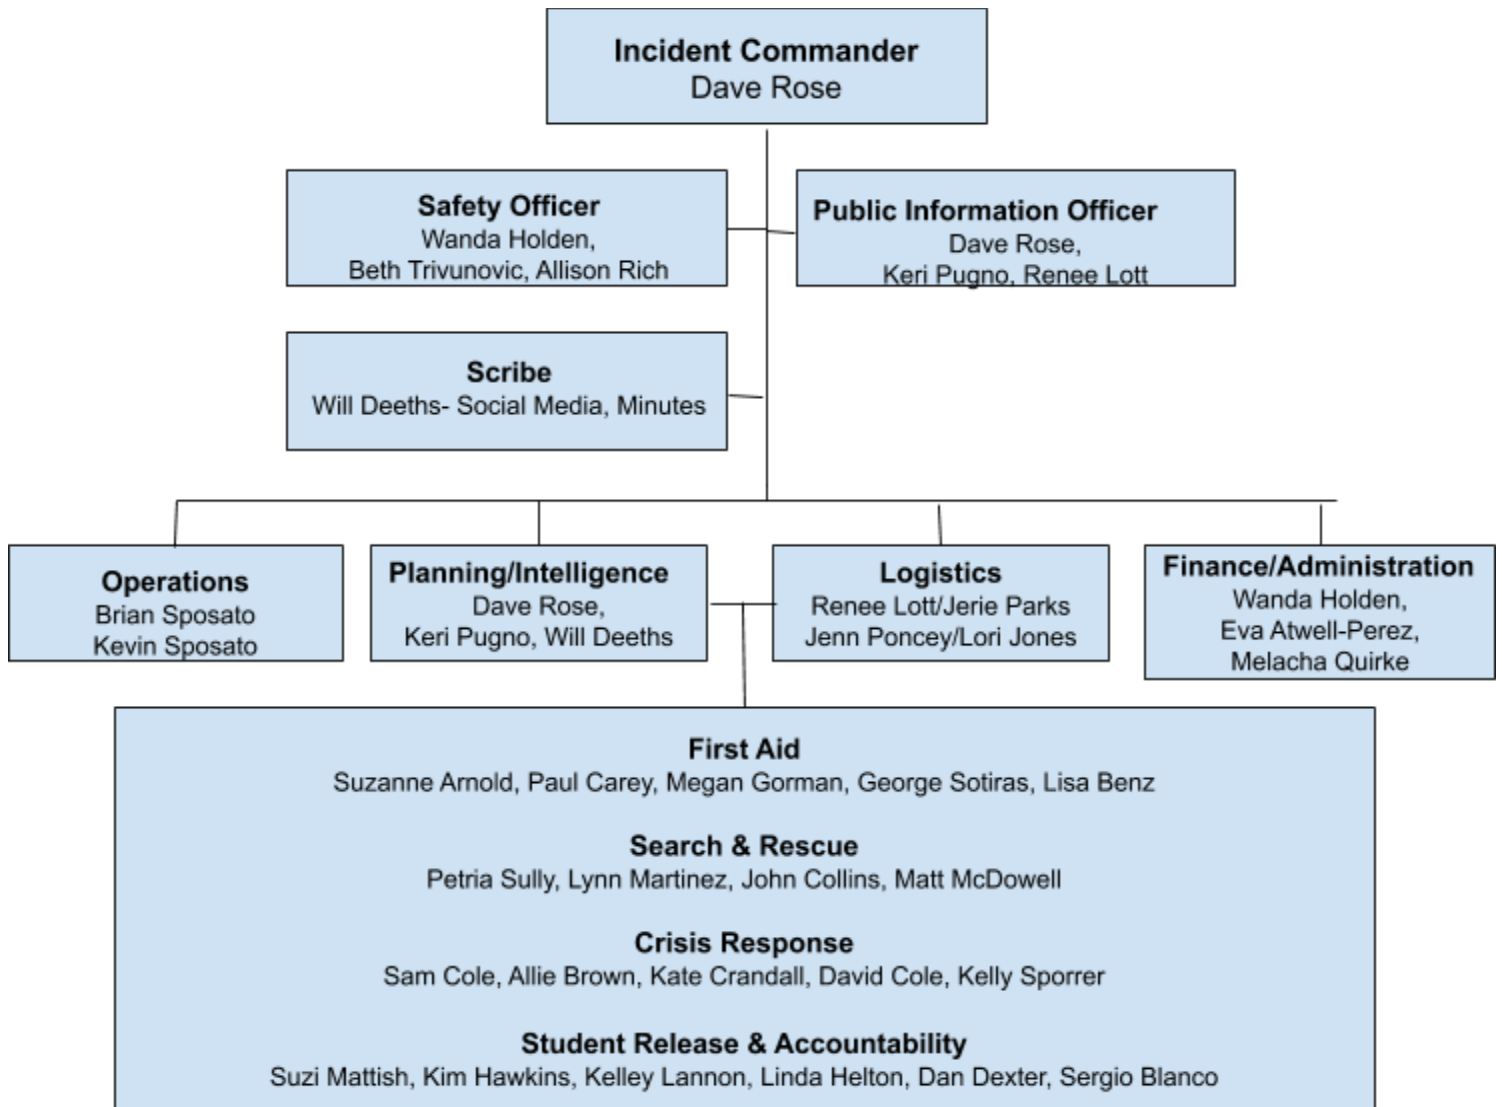 Incident Commander
Dave Rose
Safety Officer
Wanda Holden,
Beth Trivunovic, Allison Rich
Public Information Officer
Dave Rose,
Keri Pugno, Renee Lott
Scribe
Will Deeths- Social Media, Minutes
Operations
Brian Sposato
Kevin Sposato
Planning/Intelligence
Dave Rose,
Keri Pugno, Will Deeths
Logistics
Renee Lott/Jerie Parks
Jenn Poncey/Lori Jones
Finance/Administration
Wanda Holden,
Eva Atwell-Perez,
Melacha Quirke
First Aid
Suzanne Arnold, Paul Carey, Megan Gorman, George Sotiras, Lisa Benz
Search & Rescue
Petria Sully, Lynn Martinez, John Collins, Matt McDowell
Crisis Response
Sam Cole, Allie Brown, Kate Crandall, David Cole, Kelly Sporrer
Student Release & Accountability
Suzi Mattish, Kim Hawkins, Kelley Lannon, Linda Helton, Dan Dexter, Sergio Blanco